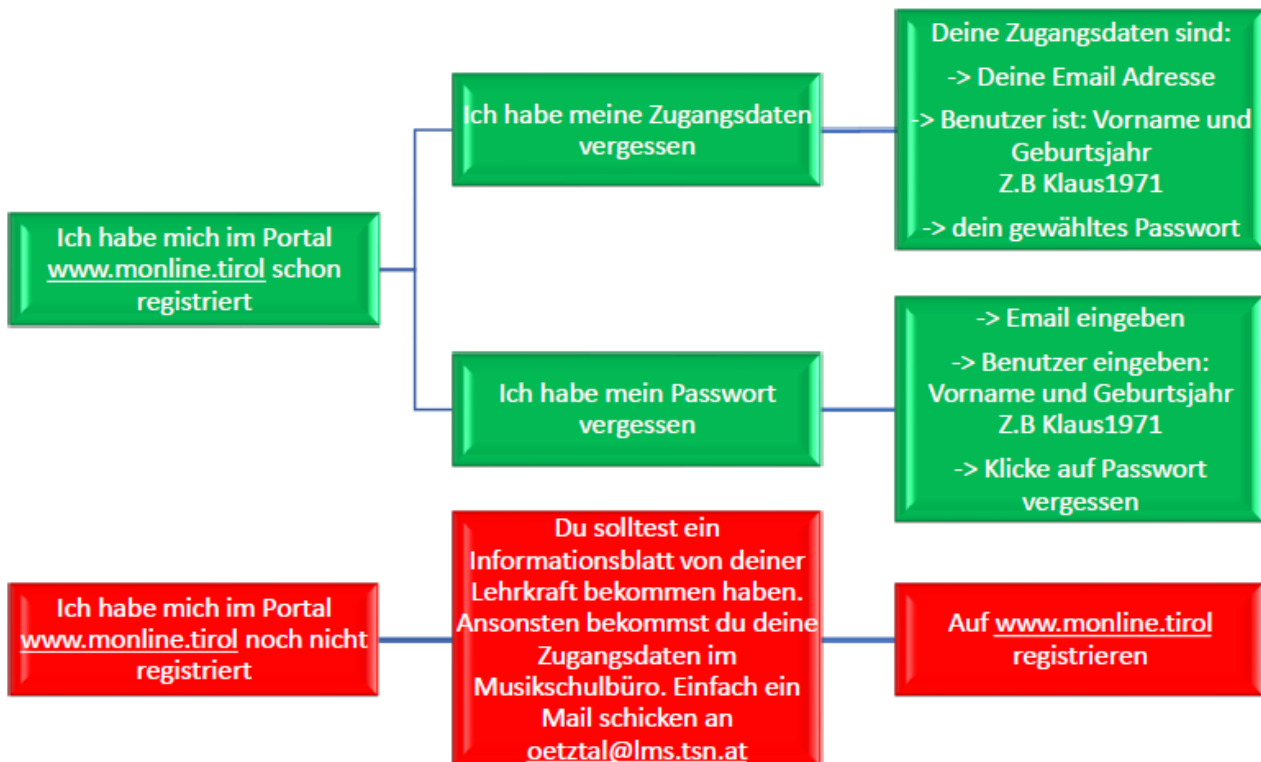 Ich habe mich im Portal
www.monline.tirol schon
registriert
Ich habe meine Zugangsdaten
vergessen
Deine Zugangsdaten sind:
-> Deine Email Adresse
-> Benutzer ist: Vorname und
Geburtsjahr
Z.B Klaus1971
-> dein gewähltes Passwort
Ich habe mein Passwort
vergessen
-> Email eingeben
-> Benutzer eingeben:
Vorname und Geburtsjahr
Z.B Klaus1971
-> Klicke auf Passwort
vergessen
Ich habe mich im Portal
www.monline.tirol noch nicht
registriert
Du solltest ein
Informationsblatt von deiner
Lehrkraft bekommen haben.
Ansonsten bekommst du deine
Zugangsdaten im
Musikschulbüro. Einfach ein
Mail schicken an
oetztal@lms.tsn.at
Auf www.monline.tirol
registrieren